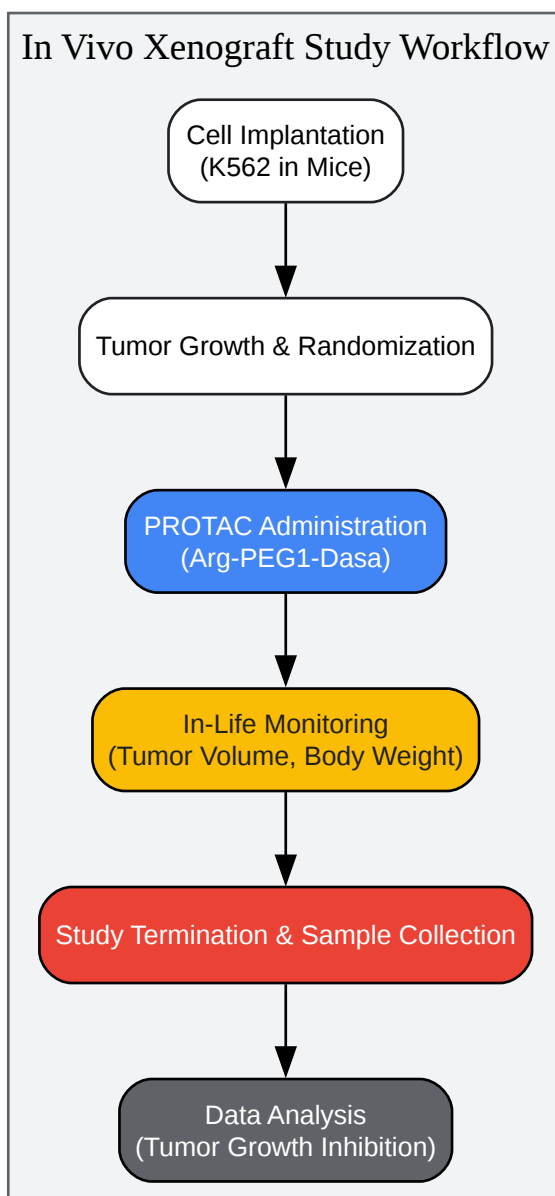 In Vivo Xenograft Study Workflow
Cell Implantation
(K562 in Mice)
Tumor Growth & Randomization
PROTAC Administration
(Arg-PEG1-Dasa)
In-Life Monitoring
(Tumor Volume, Body Weight)
Study Termination & Sample Collection
Data Analysis
(Tumor Growth Inhibition)